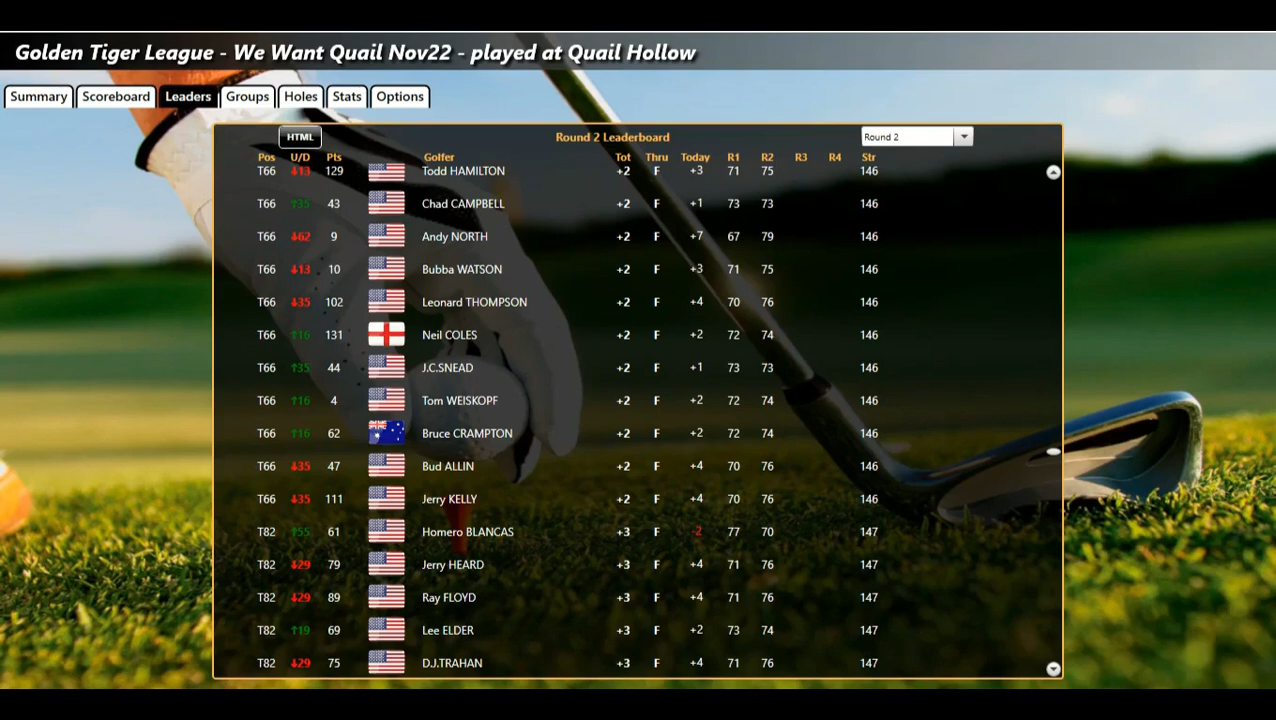 Golden Tiger League - We Want Quail Nov22 - played at Quail Hollow
Summary Scoreboard Leaders Groups Holes Stats Options
HTML Round 2 Leaderboard Round 2
Pos U/D Pts Golfer Tot Thru Today R1 R2 R3 R4 Str
T66 ↓13 129 Todd HAMILTON +2 F +3 71 75 146
T66 ↑35 43 Chad CAMPBELL +2 F +1 73 73 146
T66 ↓62 9 Andy NORTH +2 F +7 67 79 146
T66 ↓13 10 Bubba WATSON +2 F +3 71 75 146
T66 ↓35 102 Leonard THOMPSON +2 F +4 70 76 146
T66 ↑16 131 Neil COLES +2 F +2 72 74 146
T66 ↑35 44 J.C.SNEAD +2 F +1 73 73 146
T66 ↑16 4 Tom WEISKOPF +2 F +2 72 74 146
T66 ↑16 62 Bruce CRAMPTON +2 F +2 72 74 146
T66 ↓35 47 Bud ALLIN +2 F +4 70 76 146
T66 ↓35 111 Jerry KELLY +2 F +4 70 76 146
T82 ↑55 61 Homero BLANCAS +3 F -2 77 70 147
T82 ↓29 79 Jerry HEARD +3 F +4 71 76 147
T82 ↓29 89 Ray FLOYD +3 F +4 71 76 147
T82 ↑19 69 Lee ELDER +3 F +2 73 74 147
T82 ↓29 75 D.J.TRAHAN +3 F +4 71 76 147